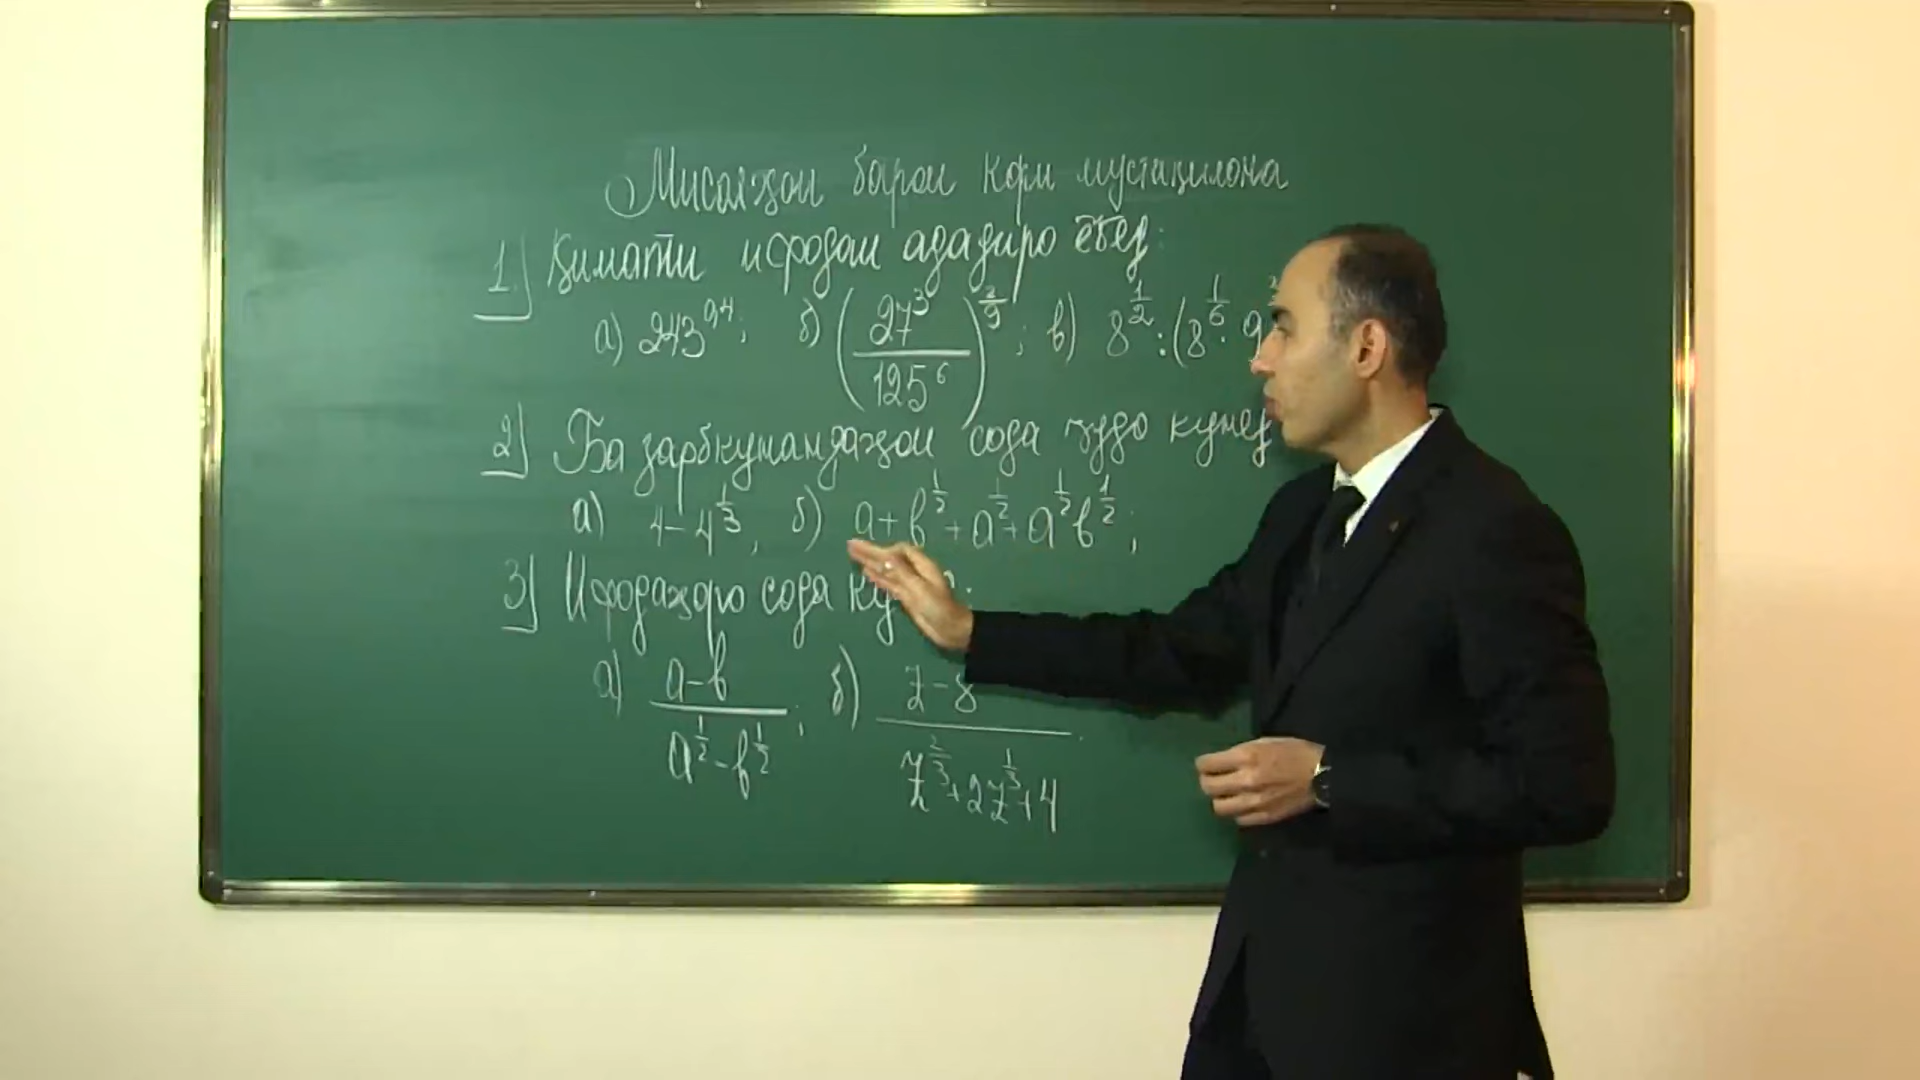 Мисолҳои барои кори мустақилона
1) Қимати ифодаи ададиро ёбед:
а) 243^0,4; б) (27^3/125^6)^(2/9); в) 8^(1/2) : (8^(1/6) · 9
2) Ба зарбкунандаҳои сода ҷудо кунед
а) 4 - 4^(1/3), б) a + b^(1/2) + a^(1/2) + a^(1/2) b^(1/2);
3) Ифодаҳоро сода
а) (a - b)/(a^(1/2) - b^(1/2)); б) (z - 8)/(z^(2/3) + 2z^(1/3) + 4).